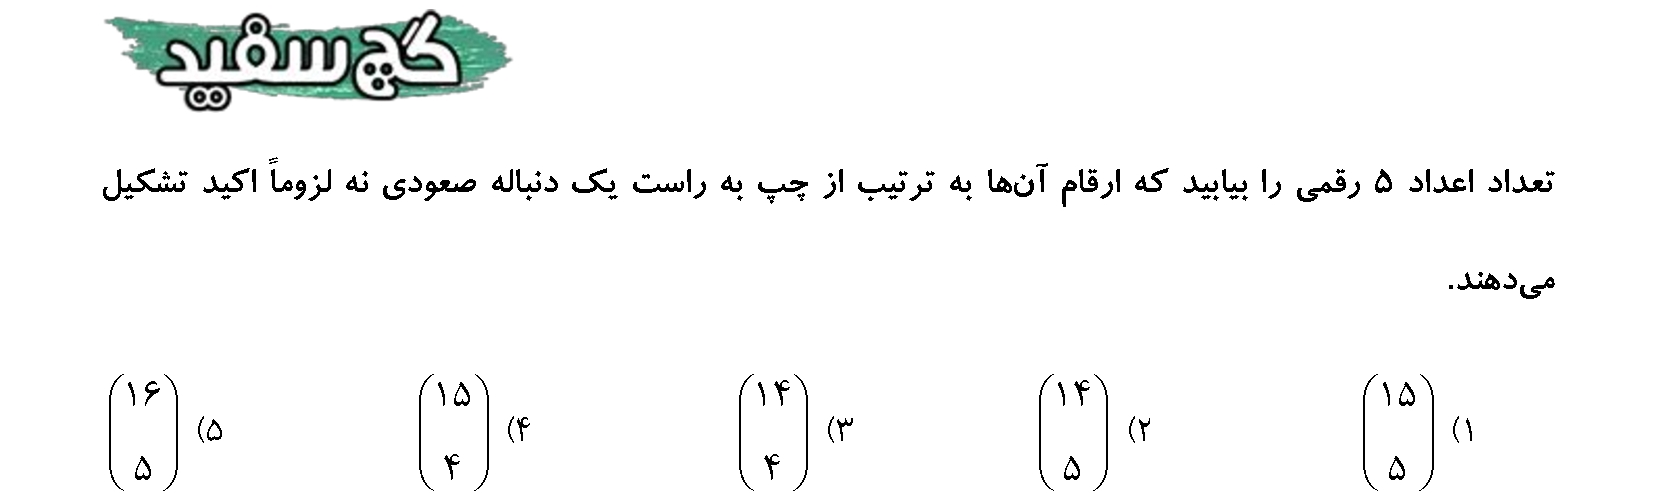 گچ سفید
تعداد اعداد ۵ رقمی را بیابید که ارقام آن‌ها به ترتیب از چپ به راست یک دنباله صعودی نه لزوماً اکید تشکیل
می‌دهند.
۱) (۱۵ ۵) ۲) (۱۴ ۵) ۳) (۱۴ ۴) ۴) (۱۵ ۴) ۵) (۱۶ ۵)